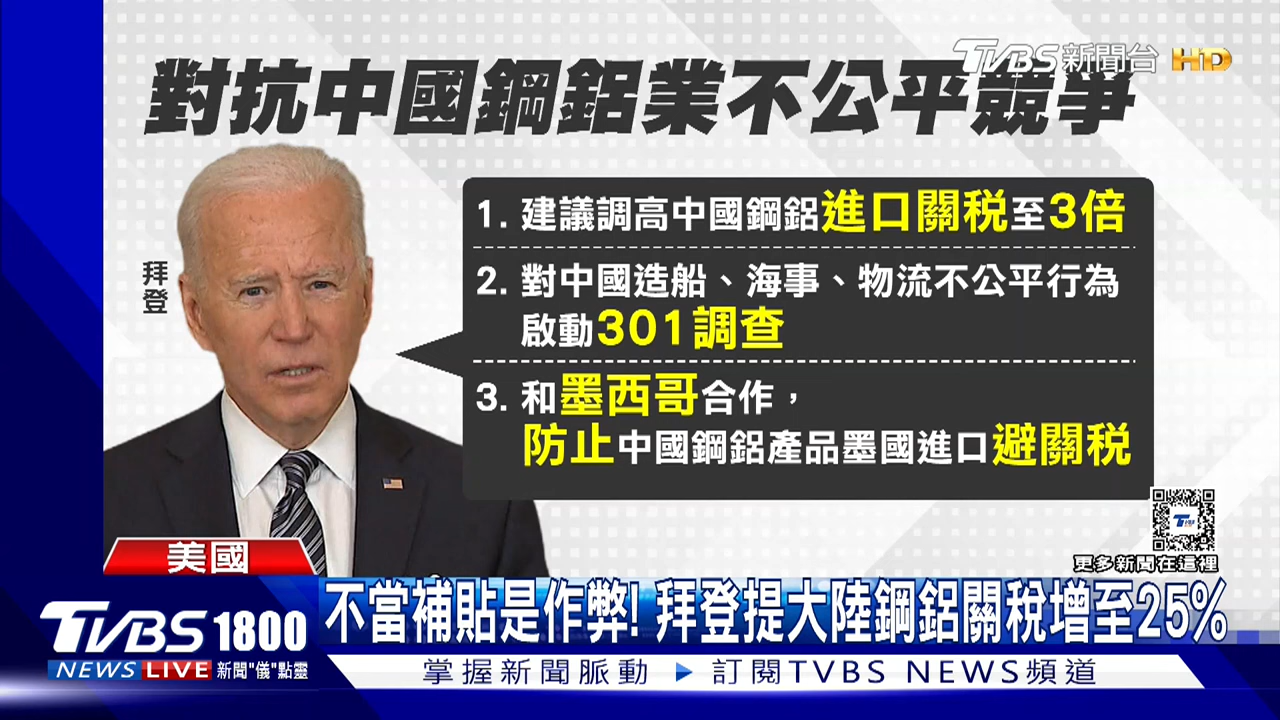 TVBS新聞台 HD
對抗中國鋼鋁業不公平競爭
拜登
1. 建議調高中國鋼鋁進口關稅至3倍
2. 對中國造船、海事、物流不公平行為
啟動301調查
3. 和墨西哥合作，
防止中國鋼鋁產品墨國進口避關稅
TVBS
更多新聞在這裡
美國
不當補貼是作弊! 拜登提大陸鋼鋁關稅增至25%
TVBS 1800
NEWS LIVE 新聞"儀"點靈
掌握新聞脈動 ▶ 訂閱TVBS NEWS頻道